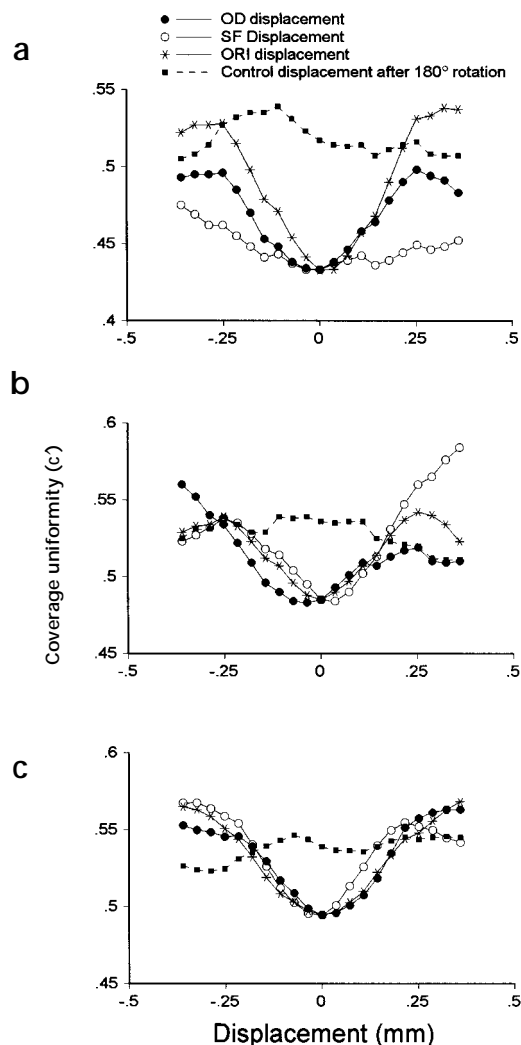 OD displacement
SF Displacement
ORI displacement
Control displacement after 180° rotation
a
.55
.5
.45
.4
-.5 -.25 0 .25 .5
b
.6
.55
.5
.45
-.5 -.25 0 .25 .5
Coverage uniformity (c')
c
.6
.55
.5
.45
-.5 -.25 0 .25 .5
Displacement (mm)